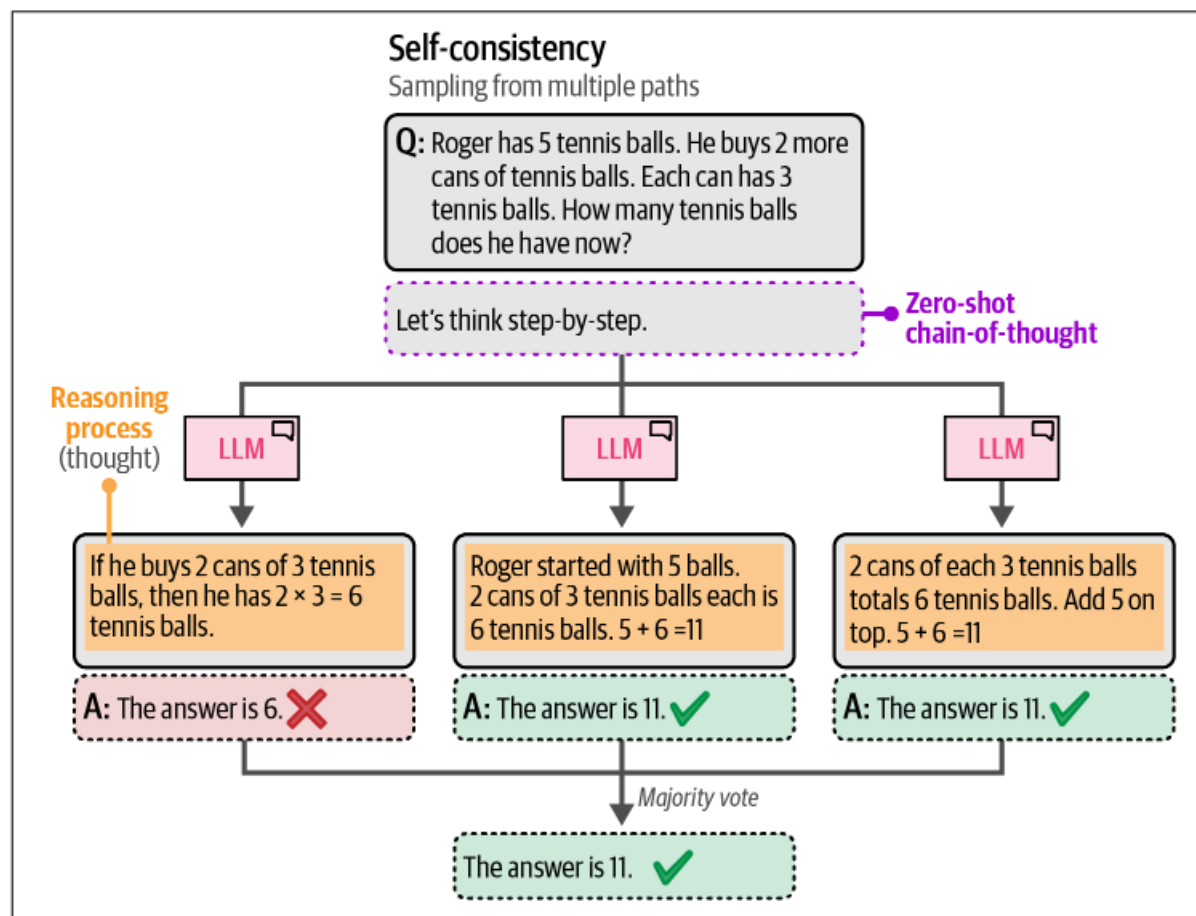 Self-consistency
Sampling from multiple paths
Q: Roger has 5 tennis balls. He buys 2 more
cans of tennis balls. Each can has 3
tennis balls. How many tennis balls
does he have now?
Let's think step-by-step.
Zero-shot
chain-of-thought
Reasoning
process
(thought)
LLM
LLM
LLM
If he buys 2 cans of 3 tennis
balls, then he has 2 × 3 = 6
tennis balls.
Roger started with 5 balls.
2 cans of 3 tennis balls each is
6 tennis balls. 5 + 6 =11
2 cans of each 3 tennis balls
totals 6 tennis balls. Add 5 on
top. 5 + 6 =11
A: The answer is 6.
A: The answer is 11.
A: The answer is 11.
Majority vote
The answer is 11.